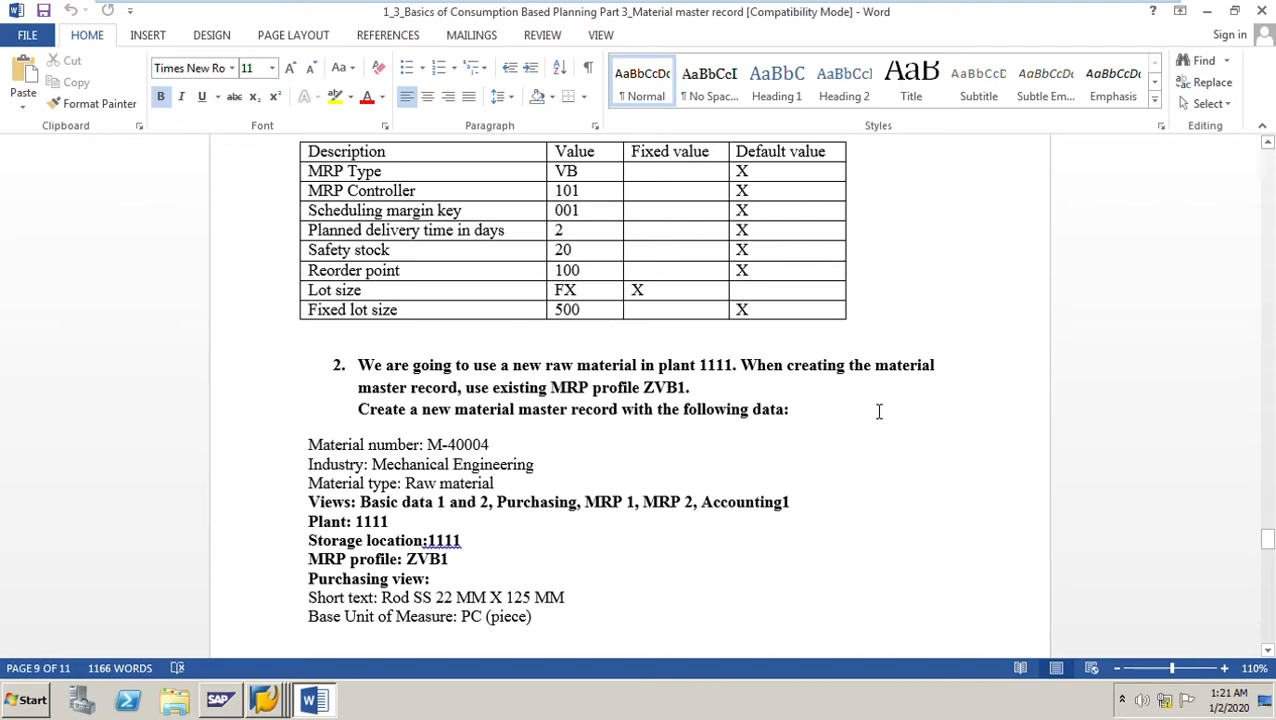 1_3_Basics of Consumption Based Planning Part 3_Material master record [Compatibility Mode] - Word
FILE HOME INSERT DESIGN PAGE LAYOUT REFERENCES MAILINGS REVIEW VIEW Sign in
Paste
Cut
Copy
Format Painter
Clipboard
Times New Ro 11
Font
Paragraph
AaBbCcDc AaBbCcI AaBbC AaBbCc AaB AaBbCcDc AaBbCcDc AaBbCcDc
¶ Normal ¶ No Spac... Heading 1 Heading 2 Title Subtitle Subtle Em... Emphasis
Styles
Find
Replace
Select
Editing
Description Value Fixed value Default value
MRP Type VB X
MRP Controller 101 X
Scheduling margin key 001 X
Planned delivery time in days 2 X
Safety stock 20 X
Reorder point 100 X
Lot size FX X
Fixed lot size 500 X
2. We are going to use a new raw material in plant 1111. When creating the material
master record, use existing MRP profile ZVB1.
Create a new material master record with the following data:
Material number: M-40004
Industry: Mechanical Engineering
Material type: Raw material
Views: Basic data 1 and 2, Purchasing, MRP 1, MRP 2, Accounting1
Plant: 1111
Storage location:1111
MRP profile: ZVB1
Purchasing view:
Short text: Rod SS 22 MM X 125 MM
Base Unit of Measure: PC (piece)
PAGE 9 OF 11 1166 WORDS 110%
Start SAP 1:21 AM
1/2/2020